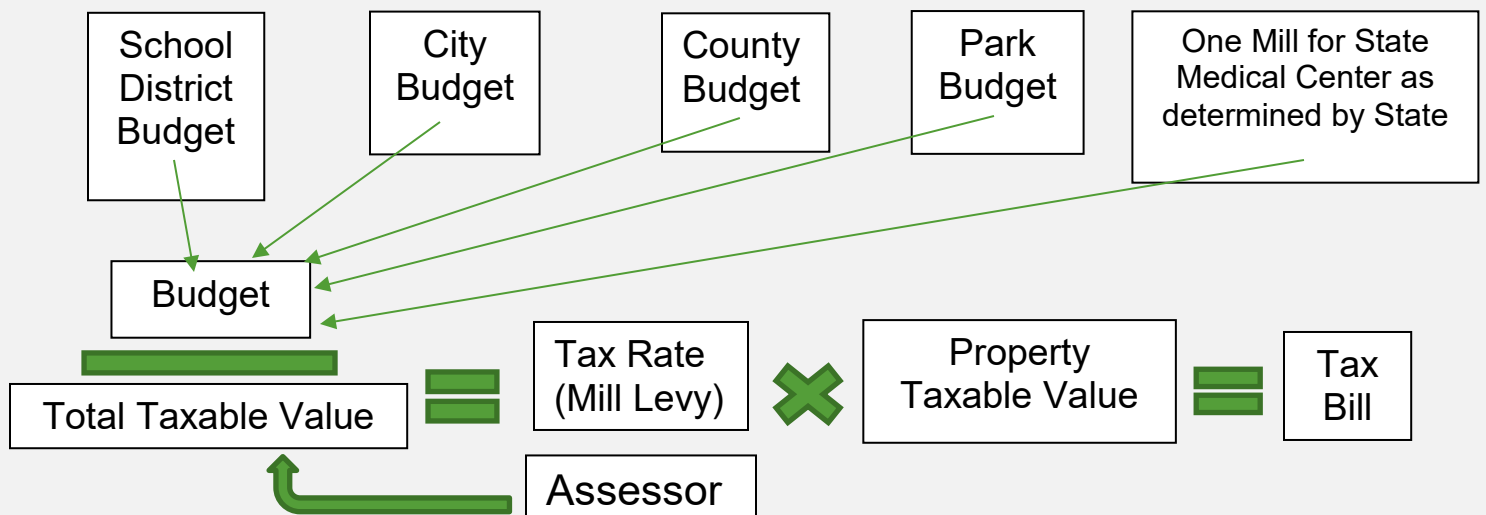 School
District
Budget
City
Budget
County
Budget
Park
Budget
One Mill for State
Medical Center as
determined by State
Budget
Total Taxable Value
Tax Rate
(Mill Levy)
Property
Taxable Value
Tax
Bill
Assessor